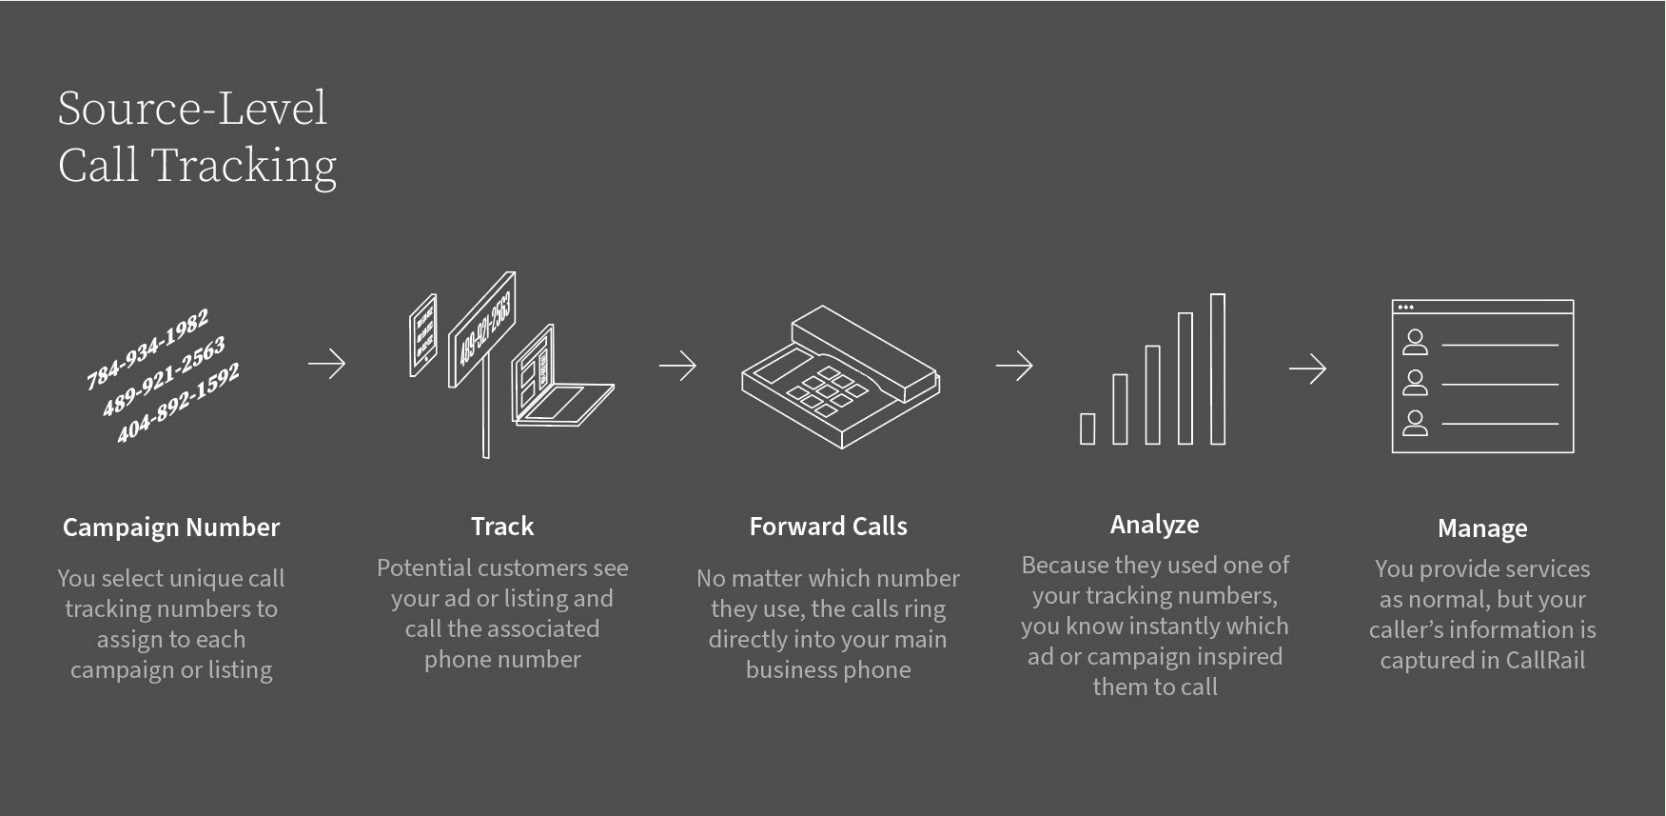 Source-Level
Call Tracking
784-934-1982
489-921-2563
404-892-1592
489-921-2563
Campaign Number
You select unique call
tracking numbers to
assign to each
campaign or listing
Track
Potential customers see
your ad or listing and
call the associated
phone number
Forward Calls
No matter which number
they use, the calls ring
directly into your main
business phone
Analyze
Because they used one of
your tracking numbers,
you know instantly which
ad or campaign inspired
them to call
Manage
You provide services
as normal, but your
caller’s information is
captured in CallRail